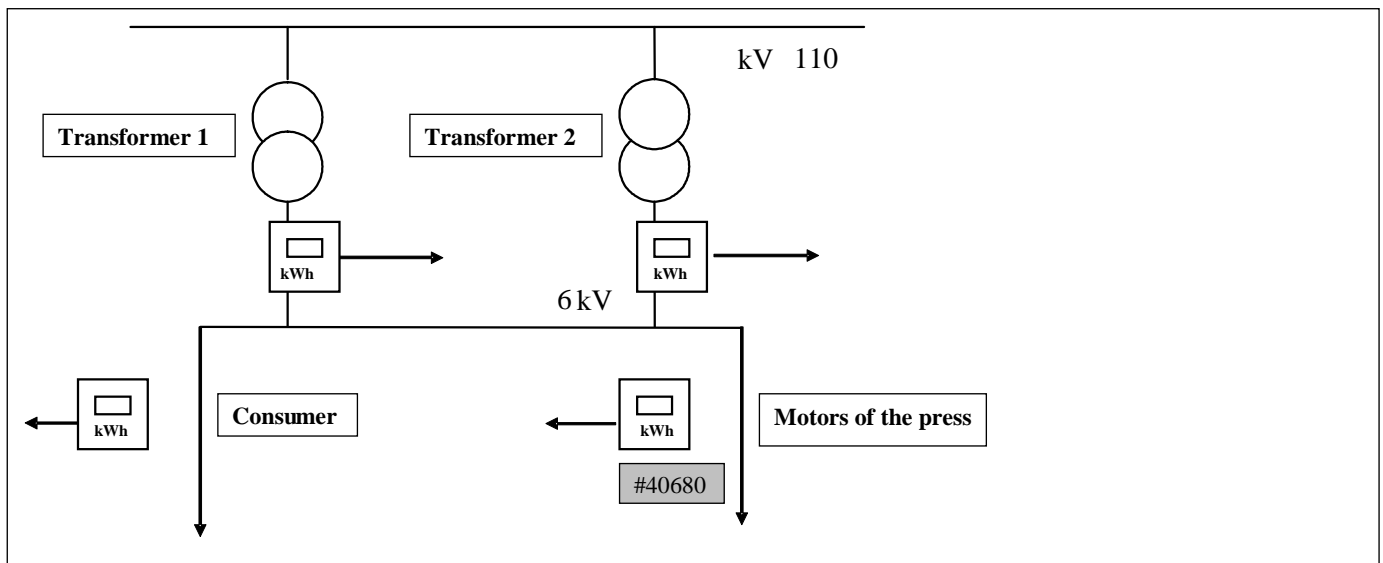 kV 110
Transformer 1
Transformer 2
kWh
kWh
6 kV
kWh
Consumer
kWh
Motors of the press
#40680